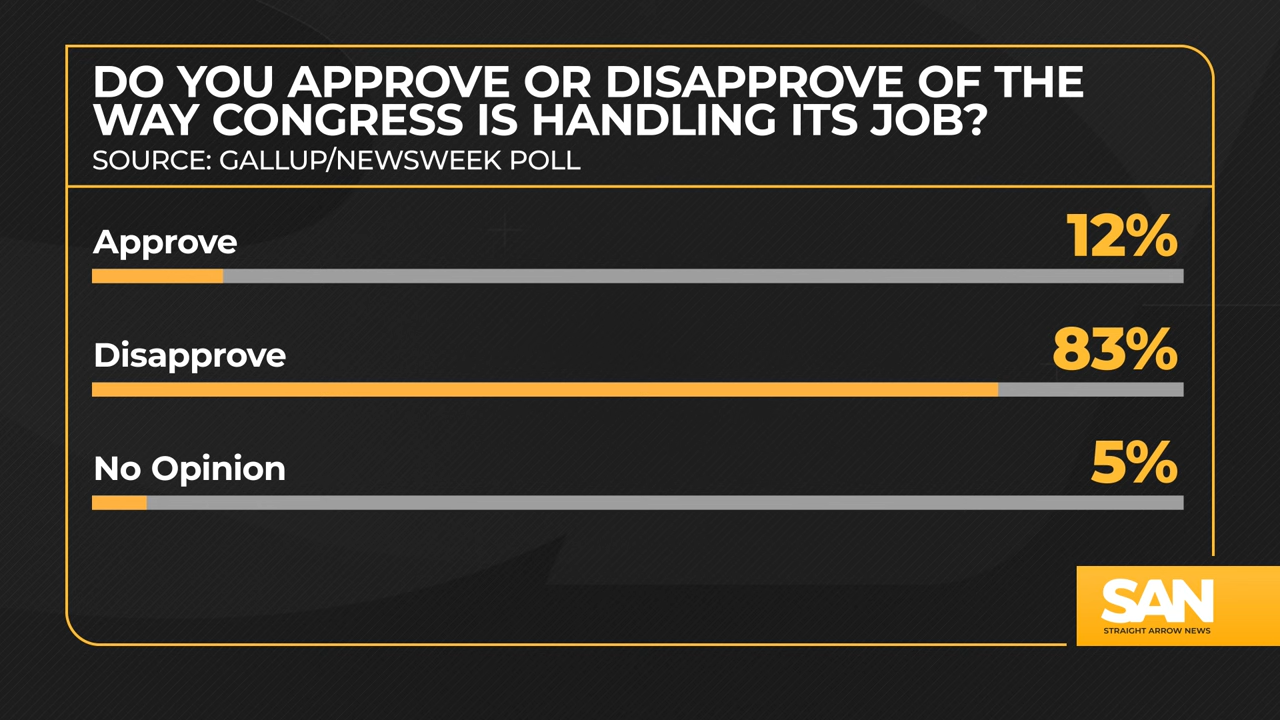 DO YOU APPROVE OR DISAPPROVE OF THE
WAY CONGRESS IS HANDLING ITS JOB?
SOURCE: GALLUP/NEWSWEEK POLL
Approve
12%
Disapprove
83%
No Opinion
5%
SAN
STRAIGHT ARROW NEWS